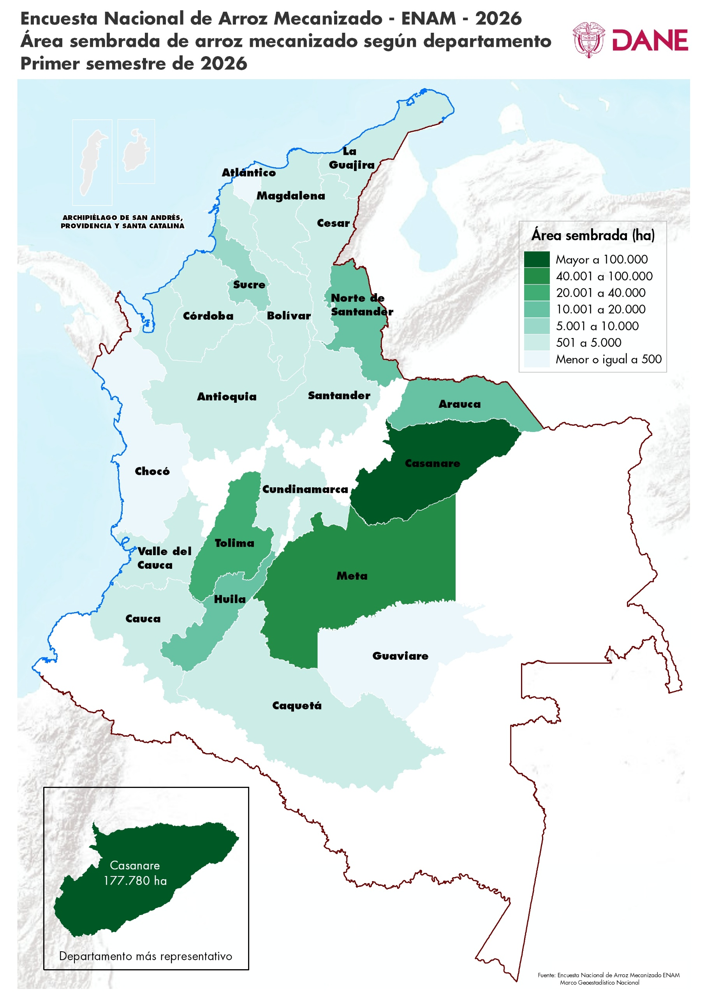 Encuesta Nacional de Arroz Mecanizado - ENAM - 2026
Área sembrada de arroz mecanizado según departamento
Primer semestre de 2026
DANE
ARCHIPIÉLAGO DE SAN ANDRÉS,
PROVIDENCIA Y SANTA CATALINA
La
Guajira
Atlántico
Magdalena
Cesar
Sucre
Norte de
Santander
Córdoba
Bolívar
Antioquia
Santander
Arauca
Casanare
Chocó
Cundinamarca
Tolima
Valle del
Cauca
Meta
Huila
Cauca
Guaviare
Caquetá
Área sembrada (ha)
Mayor a 100.000
40.001 a 100.000
20.001 a 40.000
10.001 a 20.000
5.001 a 10.000
501 a 5.000
Menor o igual a 500
Casanare
177.780 ha
Departamento más representativo
Fuente: Encuesta Nacional de Arroz Mecanizado ENAM
Marco Geoestadístico Nacional